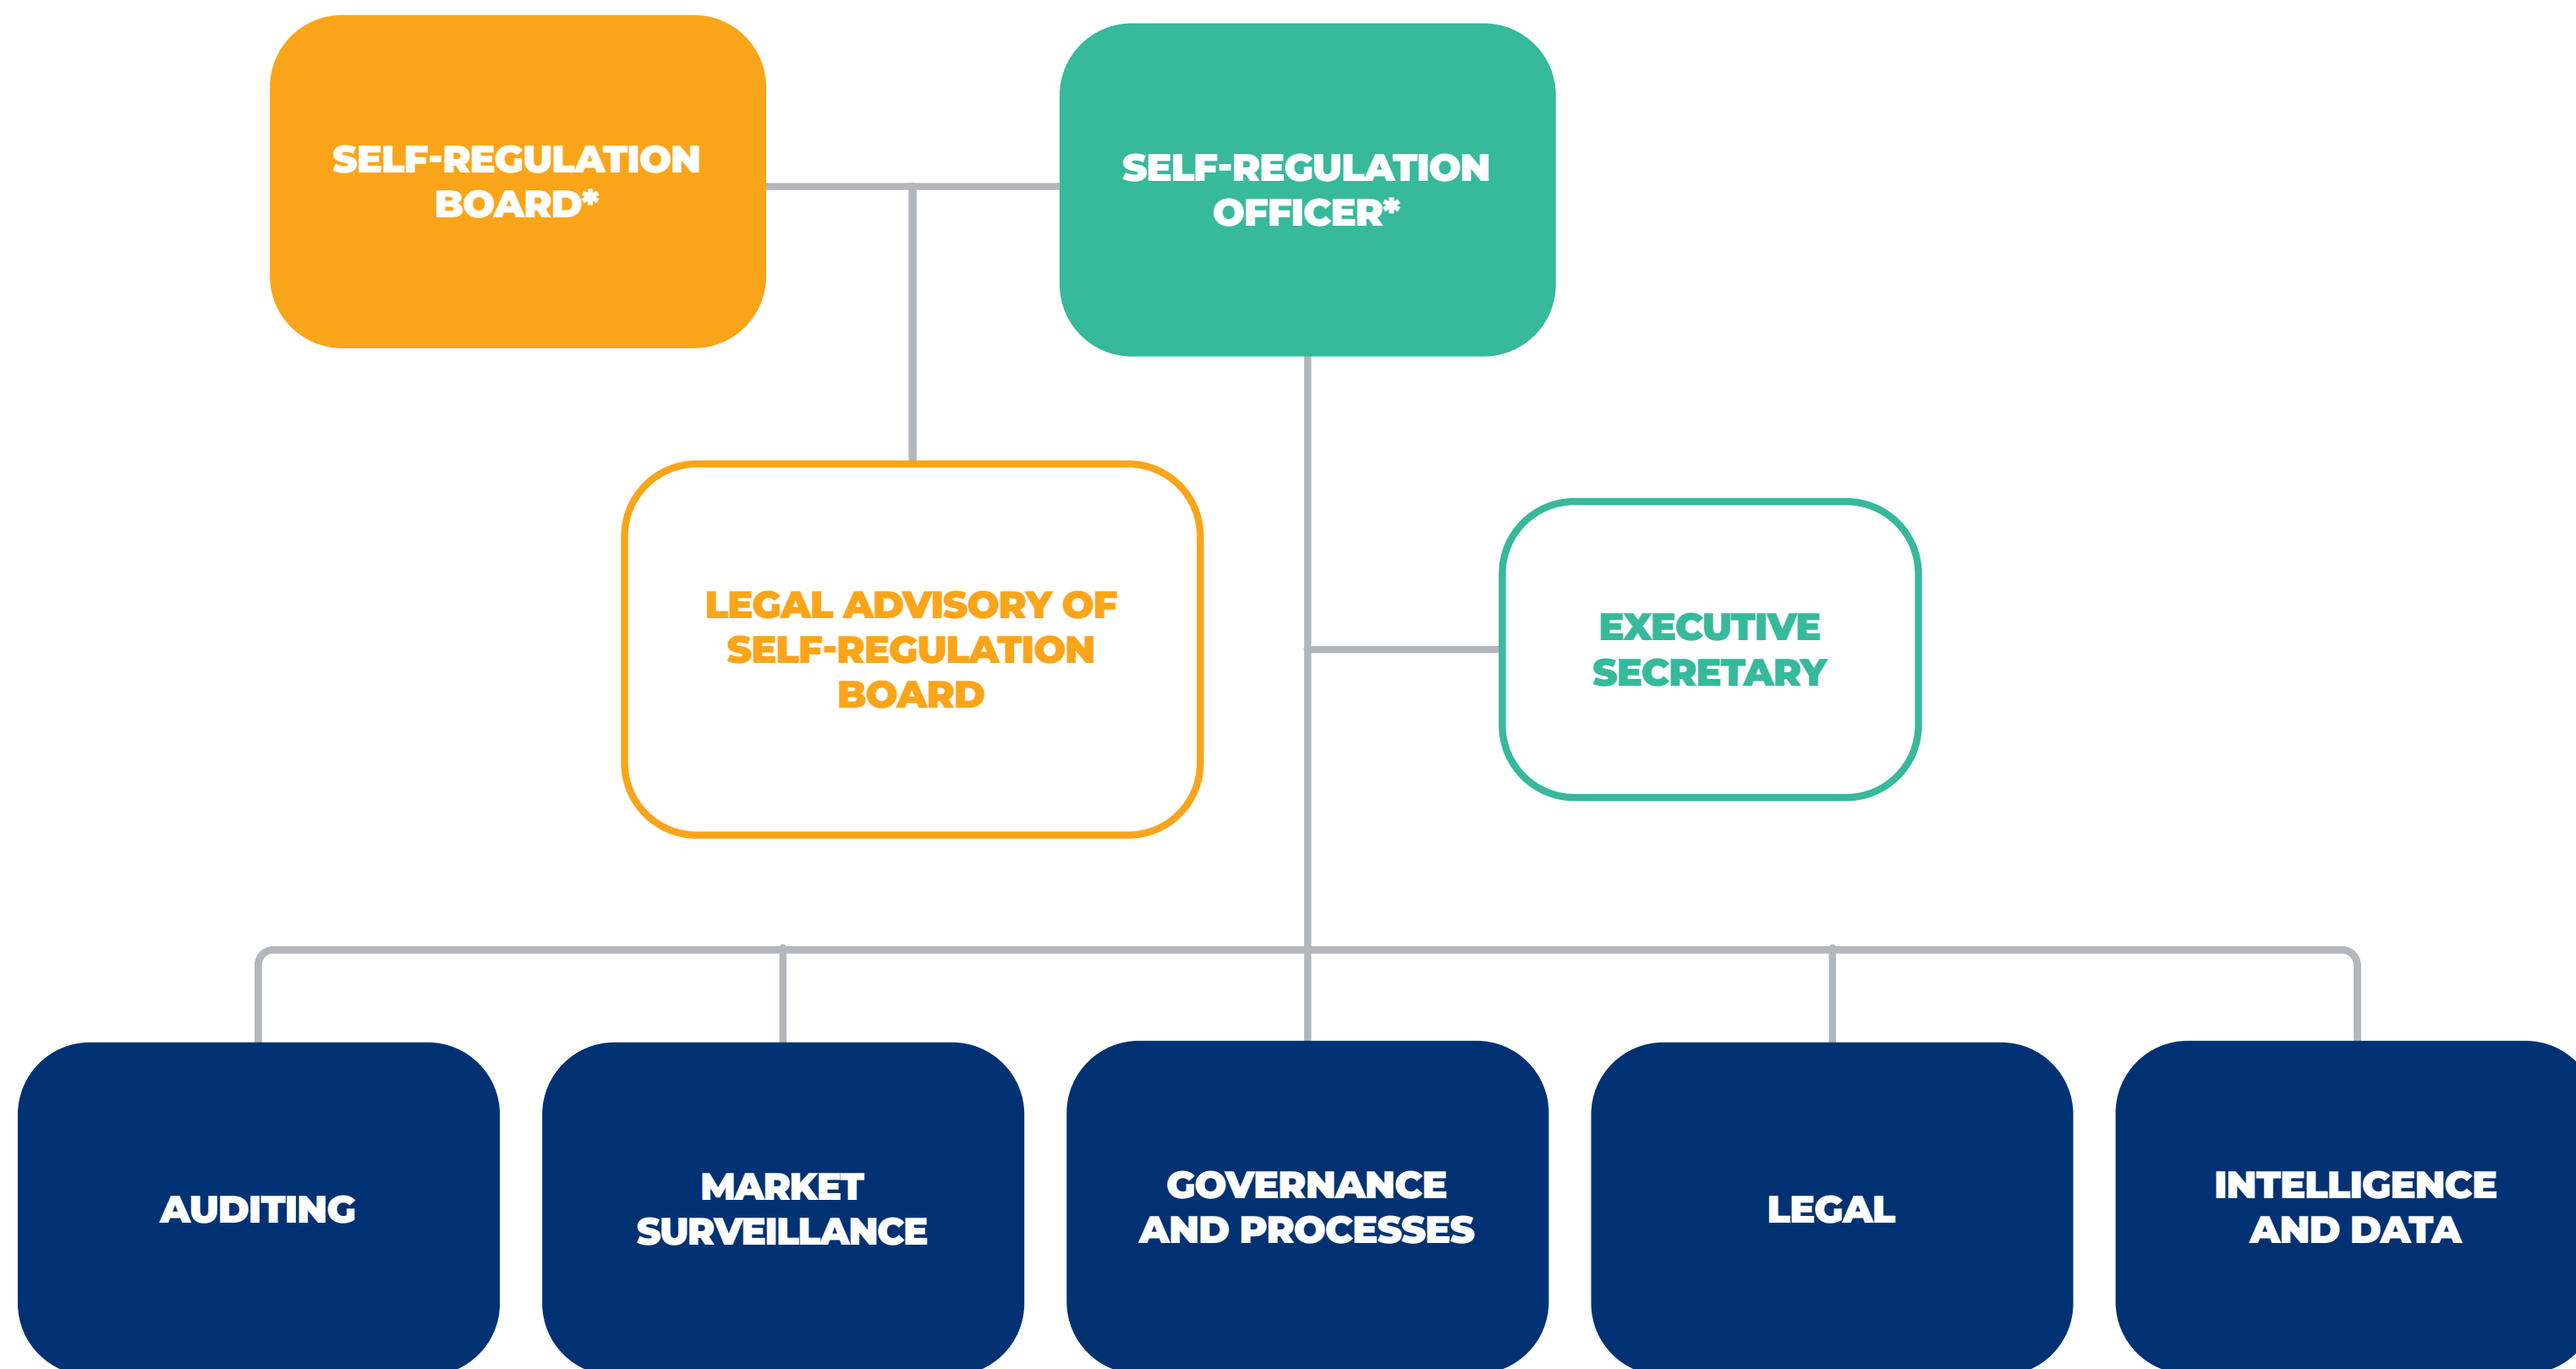 SELF-REGULATION
BOARD*
SELF-REGULATION
OFFICER*
LEGAL ADVISORY OF
SELF-REGULATION
BOARD
EXECUTIVE
SECRETARY
AUDITING
MARKET
SURVEILLANCE
GOVERNANCE
AND PROCESSES
LEGAL
INTELLIGENCE
AND DATA